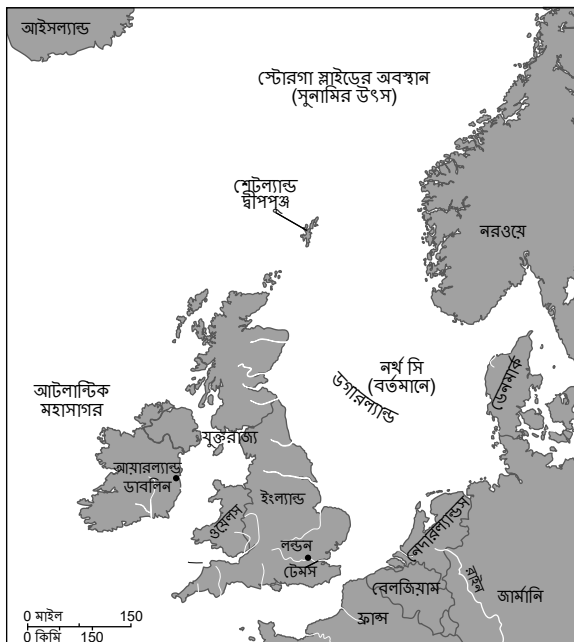 আইসল্যান্ড
স্টোরগা স্লাইডের অবস্থান
(সুনামির উৎস)
শেটল্যান্ড
দ্বীপপুঞ্জ
নরওয়ে
নর্থ সি
(বর্তমানে)
ডগারল্যান্ড
ডেনমার্ক
আটলান্টিক
মহাসাগর
যুক্তরাজ্য
আয়ারল্যান্ড
ডাবলিন
ইংল্যান্ড
ওয়েলস
লন্ডন
টেমস
নেদারল্যান্ডস
বেলজিয়াম
রাইন
জার্মানি
ফ্রান্স
0 মাইল 150
0 কিমি 150